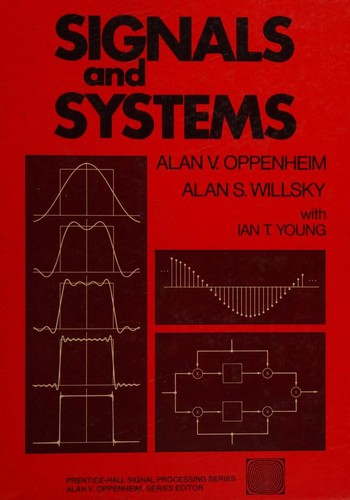 SIGNALS
and
SYSTEMS
ALAN V. OPPENHEIM
ALAN S. WILLSKY
with
IAN T. YOUNG
PRENTICE-HALL SIGNAL PROCESSING SERIES
ALAN V. OPPENHEIM, SERIES EDITOR